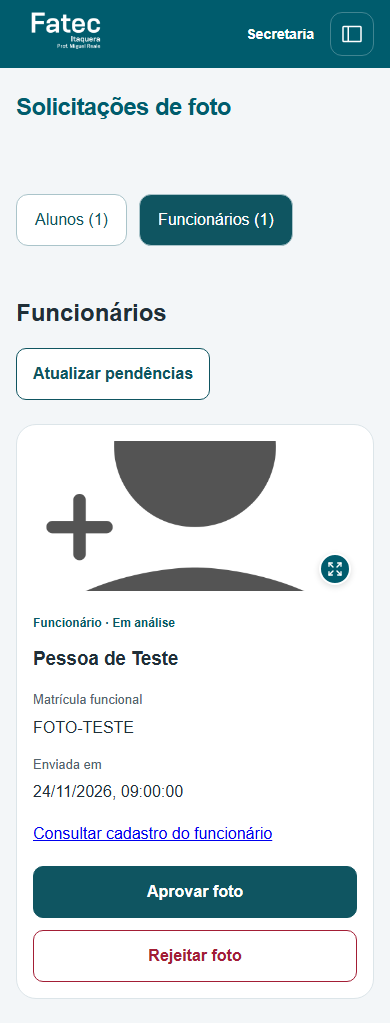 Fatec
Itaquera
Prof. Miguel Reale
Secretaria
Solicitações de foto
Alunos (1)
Funcionários (1)
Funcionários
Atualizar pendências
Funcionário · Em análise
Pessoa de Teste
Matrícula funcional
FOTO-TESTE
Enviada em
24/11/2026, 09:00:00
Consultar cadastro do funcionário
Aprovar foto
Rejeitar foto